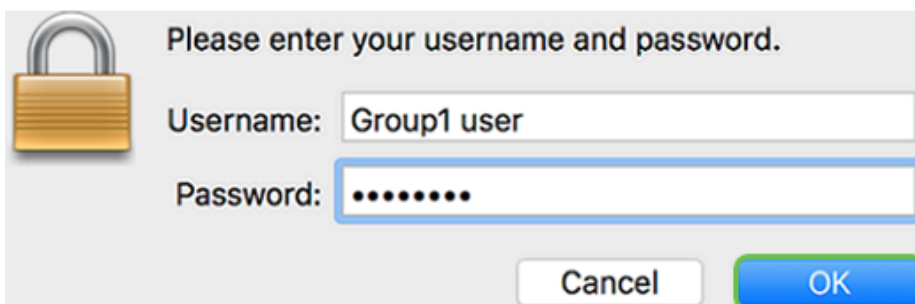 Please enter your username and password.
Username: Group1 user
Password: ••••••••
Cancel OK